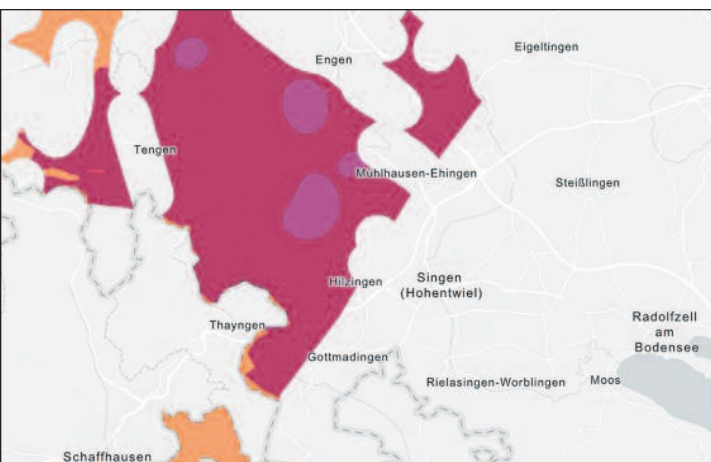 Eigeltingen
Engen
Tengen
Mühlhausen-Ehingen
Steißlingen
Singen
(Hohentwiel)
Hilzingen
Radolfzell
am
Bodensee
Thayngen
Gottmadingen
Rielasingen-Worblingen
Moos
Schaffhausen